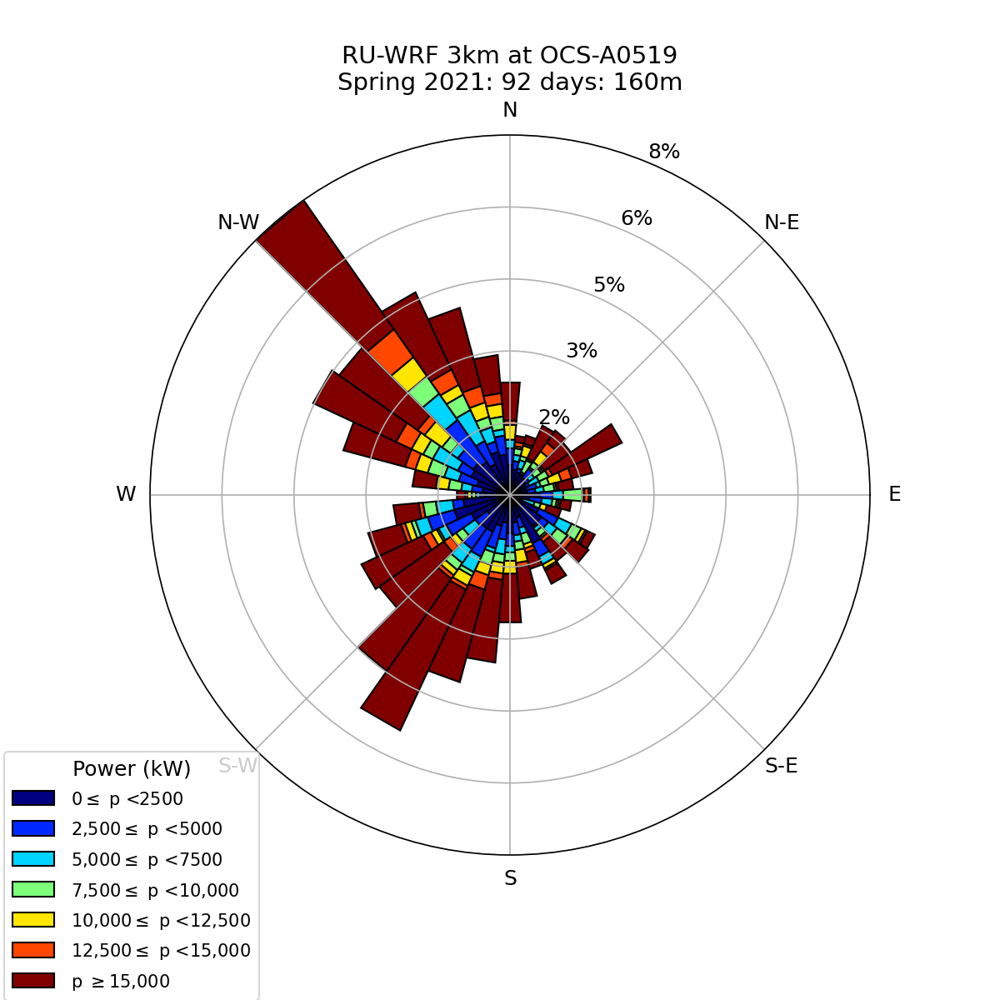 RU-WRF 3km at OCS-A0519
Spring 2021: 92 days: 160m
N
8%
N-W
6%
N-E
5%
3%
2%
W
E
S-W
S-E
S
Power (kW)
0≤ p <2500
2,500≤ p <5000
5,000≤ p <7500
7,500≤ p <10,000
10,000≤ p <12,500
12,500≤ p <15,000
p ≥15,000